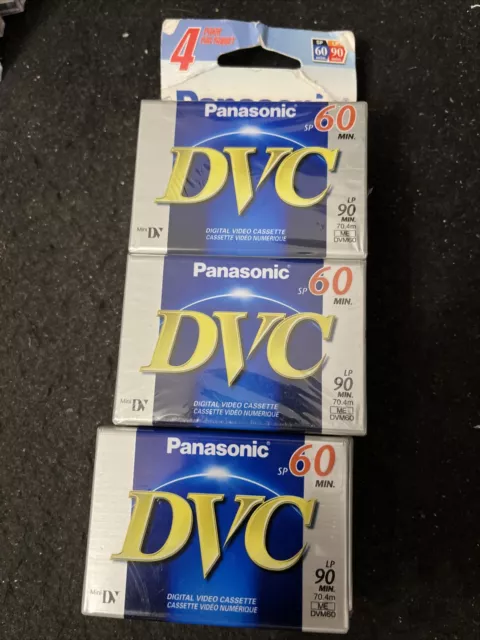 4
SP
60
90
Panasonic
Panasonic
SP 60
MIN.
DVC
LP
90
MIN.
70.4m
ME
DVM60
Mini DV
DIGITAL VIDEO CASSETTE
CASSETTE VIDÉO NUMÉRIQUE
Panasonic
SP 60
MIN.
DVC
LP
90
MIN.
70.4m
ME
DVM60
Mini DV
DIGITAL VIDEO CASSETTE
CASSETTE VIDÉO NUMÉRIQUE
Panasonic
SP 60
MIN.
DVC
LP
90
MIN.
70.4m
ME
DVM60
Mini DV
DIGITAL VIDEO CASSETTE
CASSETTE VIDÉO NUMÉRIQUE